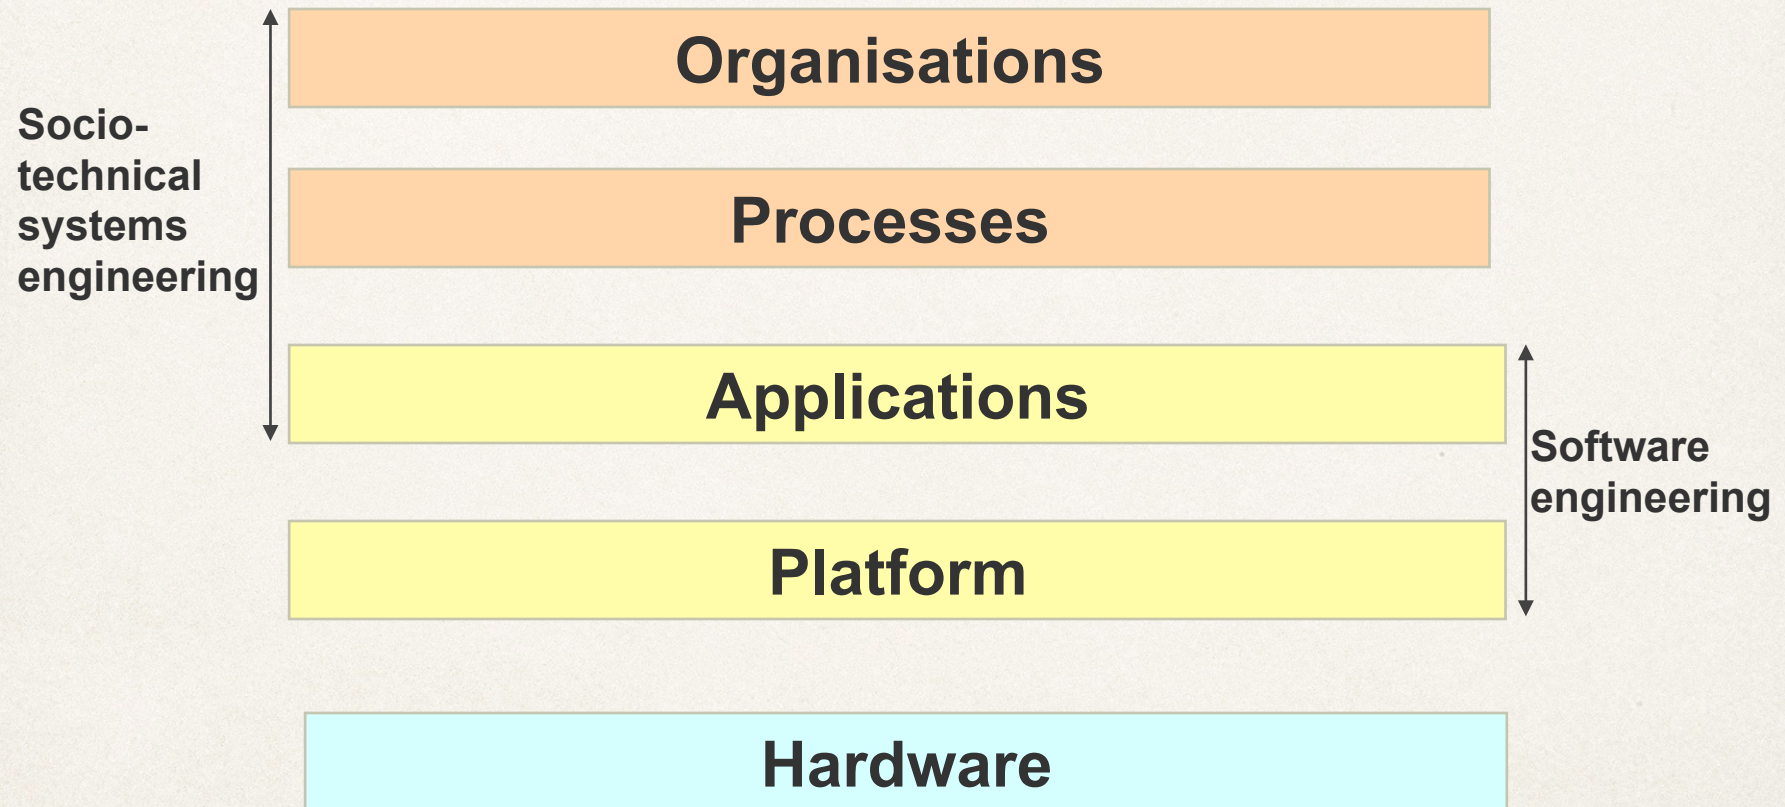 Organisations
Socio-
technical
systems
engineering
Processes
Applications
Software
engineering
Platform
Hardware